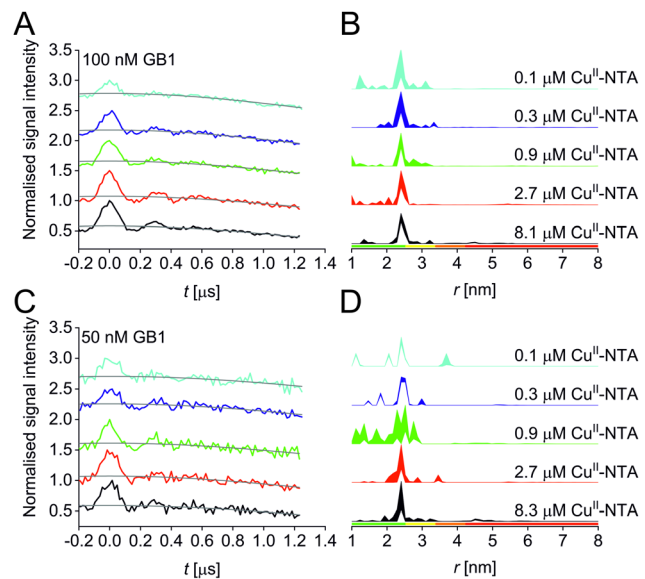 A
B
100 nM GB1
Normalised signal intensity
3.5
3.0
2.5
2.0
1.5
1.0
0.5
-0.2 0.0 0.2 0.4 0.6 0.8 1.0 1.2 1.4
t [µs]
0.1 µM Cuᴵᴵ-NTA
0.3 µM Cuᴵᴵ-NTA
0.9 µM Cuᴵᴵ-NTA
2.7 µM Cuᴵᴵ-NTA
8.1 µM Cuᴵᴵ-NTA
1 2 3 4 5 6 7 8
r [nm]
C
D
50 nM GB1
Normalised signal intensity
3.5
3.0
2.5
2.0
1.5
1.0
0.5
-0.2 0.0 0.2 0.4 0.6 0.8 1.0 1.2 1.4
t [µs]
0.1 µM Cuᴵᴵ-NTA
0.3 µM Cuᴵᴵ-NTA
0.9 µM Cuᴵᴵ-NTA
2.7 µM Cuᴵᴵ-NTA
8.3 µM Cuᴵᴵ-NTA
1 2 3 4 5 6 7 8
r [nm]